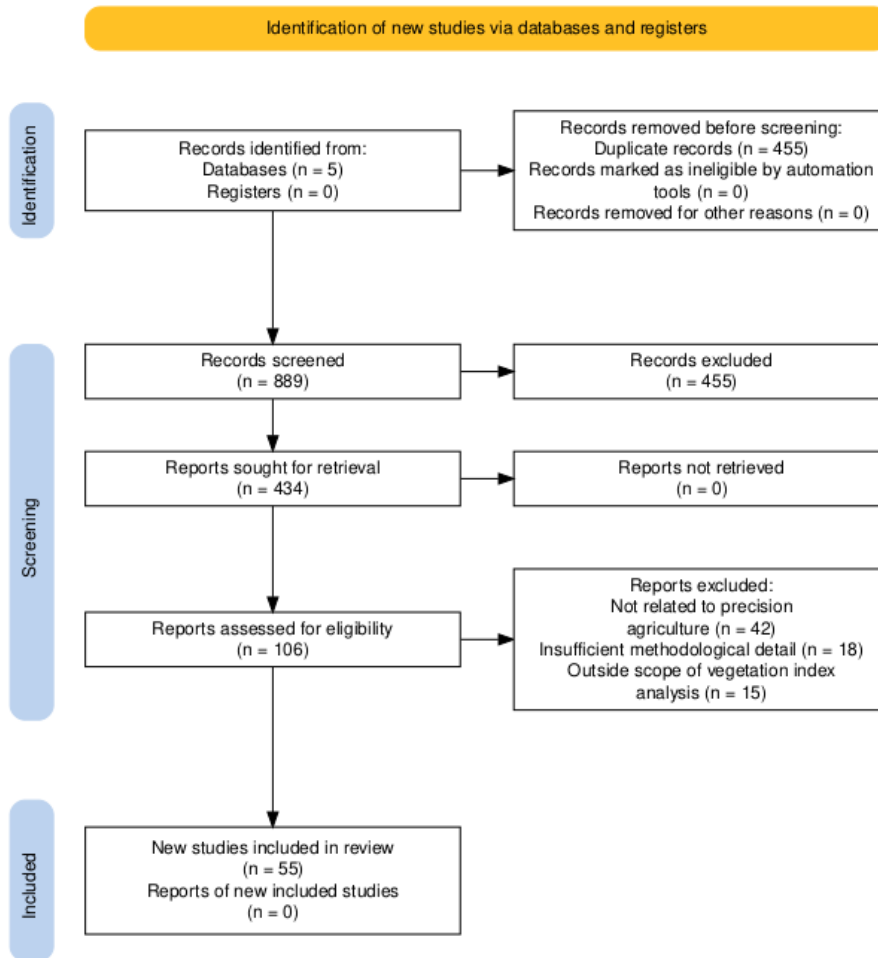 Identification of new studies via databases and registers
Identification
Records identified from:
Databases (n = 5)
Registers (n = 0)
Records removed before screening:
Duplicate records (n = 455)
Records marked as ineligible by automation
tools (n = 0)
Records removed for other reasons (n = 0)
Screening
Records screened
(n = 889)
Records excluded
(n = 455)
Reports sought for retrieval
(n = 434)
Reports not retrieved
(n = 0)
Reports assessed for eligibility
(n = 106)
Reports excluded:
Not related to precision
agriculture (n = 42)
Insufficient methodological detail (n = 18)
Outside scope of vegetation index
analysis (n = 15)
Included
New studies included in review
(n = 55)
Reports of new included studies
(n = 0)